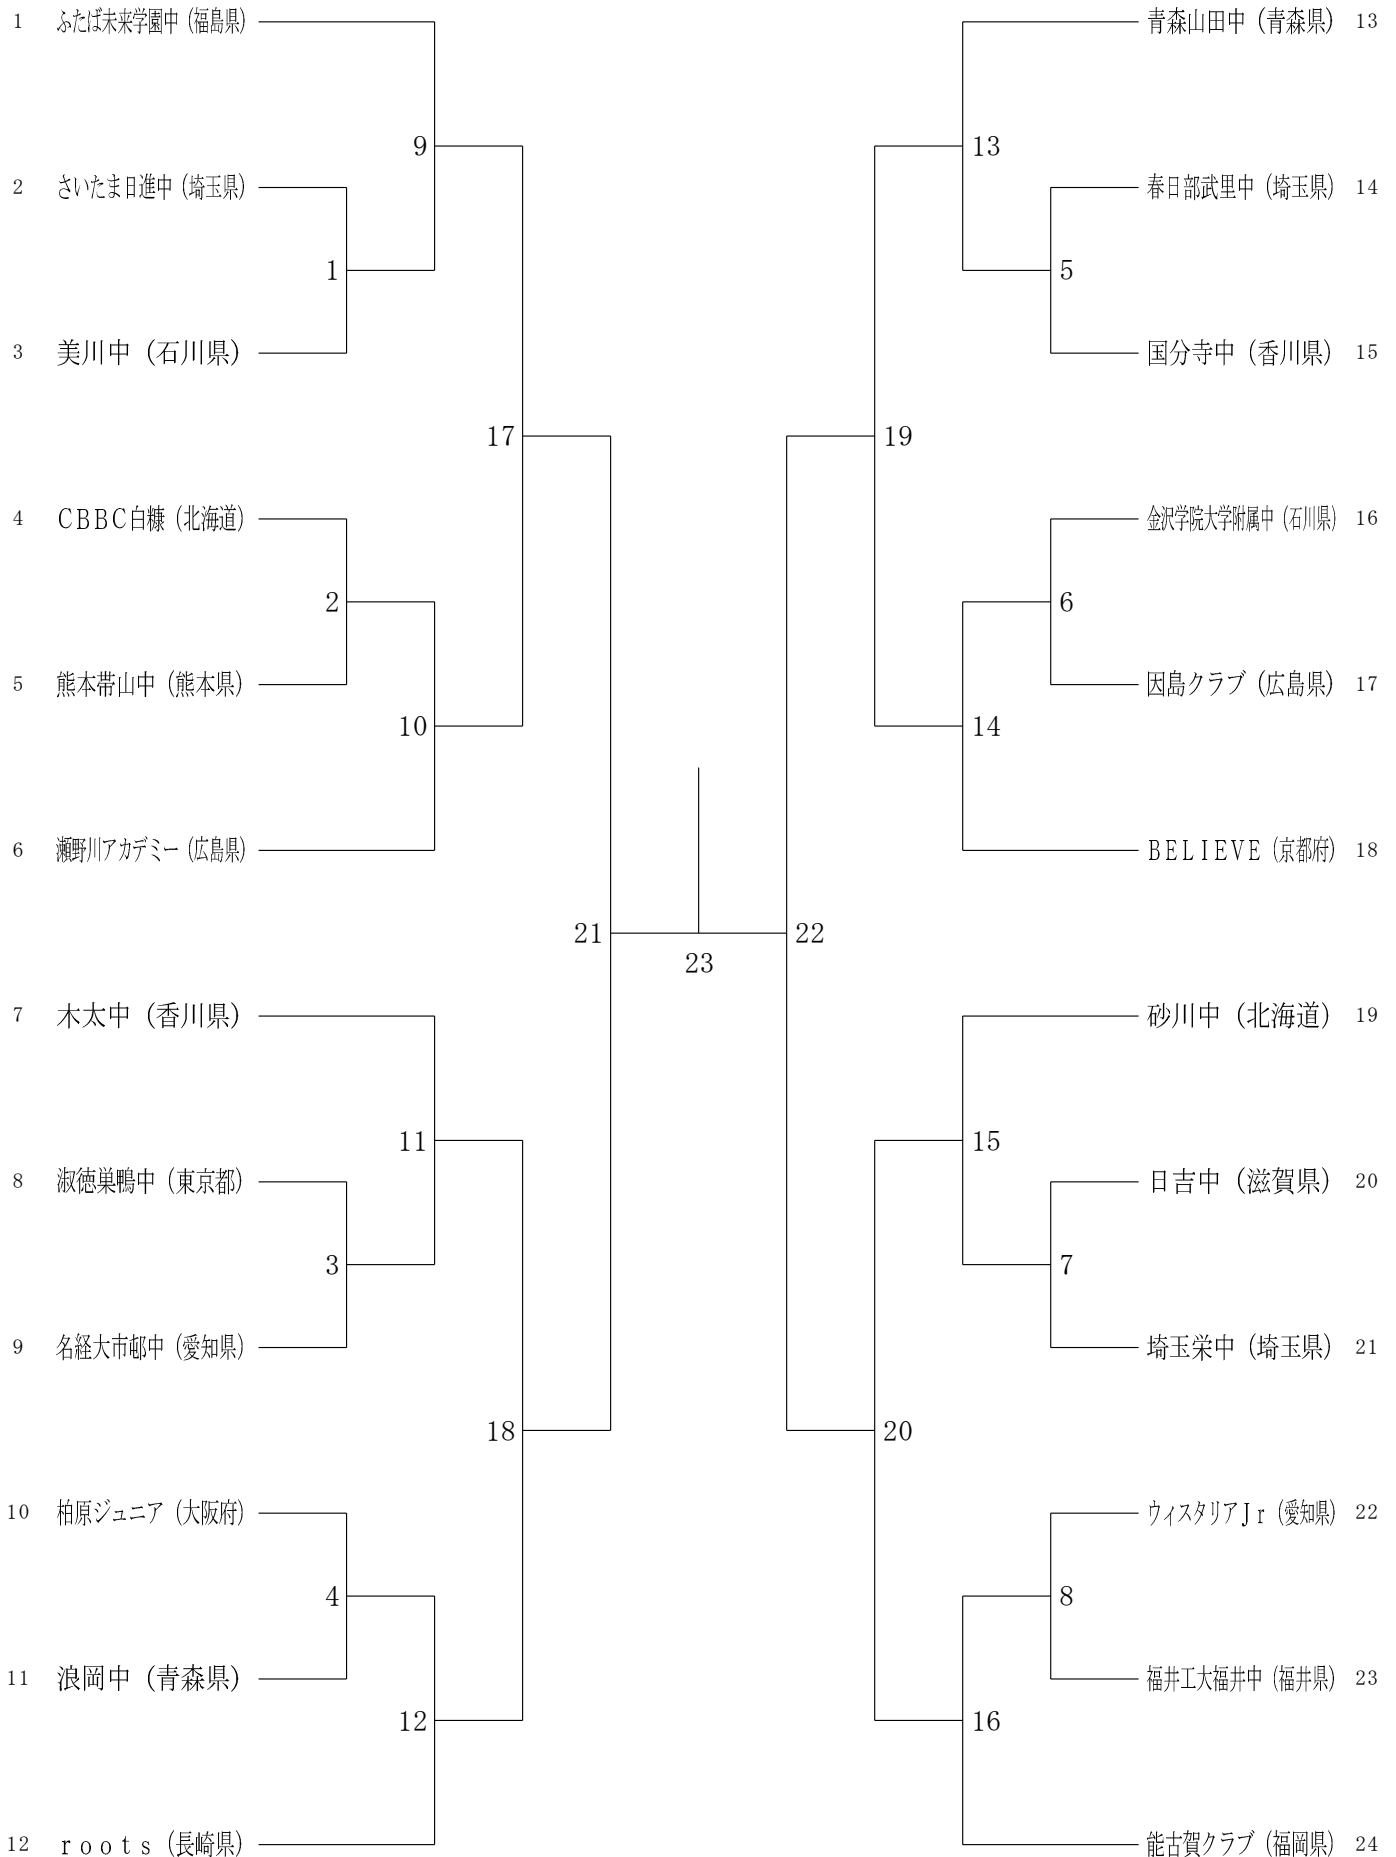 1 ふたば未来学園中（福島県）
青森山田中（青森県） 13
9
13
2 さいたま日進中（埼玉県）
春日部武里中（埼玉県） 14
1
5
3 美川中（石川県）
国分寺中（香川県） 15
17
19
4 ＣＢＢＣ白糠（北海道）
金沢学院大学附属中（石川県） 16
2
6
5 熊本帯山中（熊本県）
因島クラブ（広島県） 17
10
14
6 瀬野川アカデミー（広島県）
ＢＥＬＩＥＶＥ（京都府） 18
21
22
23
7 木太中（香川県）
砂川中（北海道） 19
11
15
8 淑徳巣鴨中（東京都）
日吉中（滋賀県） 20
3
7
9 名経大市邨中（愛知県）
埼玉栄中（埼玉県） 21
18
20
10 柏原ジュニア（大阪府）
ウィスタリアＪｒ（愛知県） 22
4
8
11 浪岡中（青森県）
福井工大福井中（福井県） 23
12
16
12 ｒｏｏｔｓ（長崎県）
能古賀クラブ（福岡県） 24